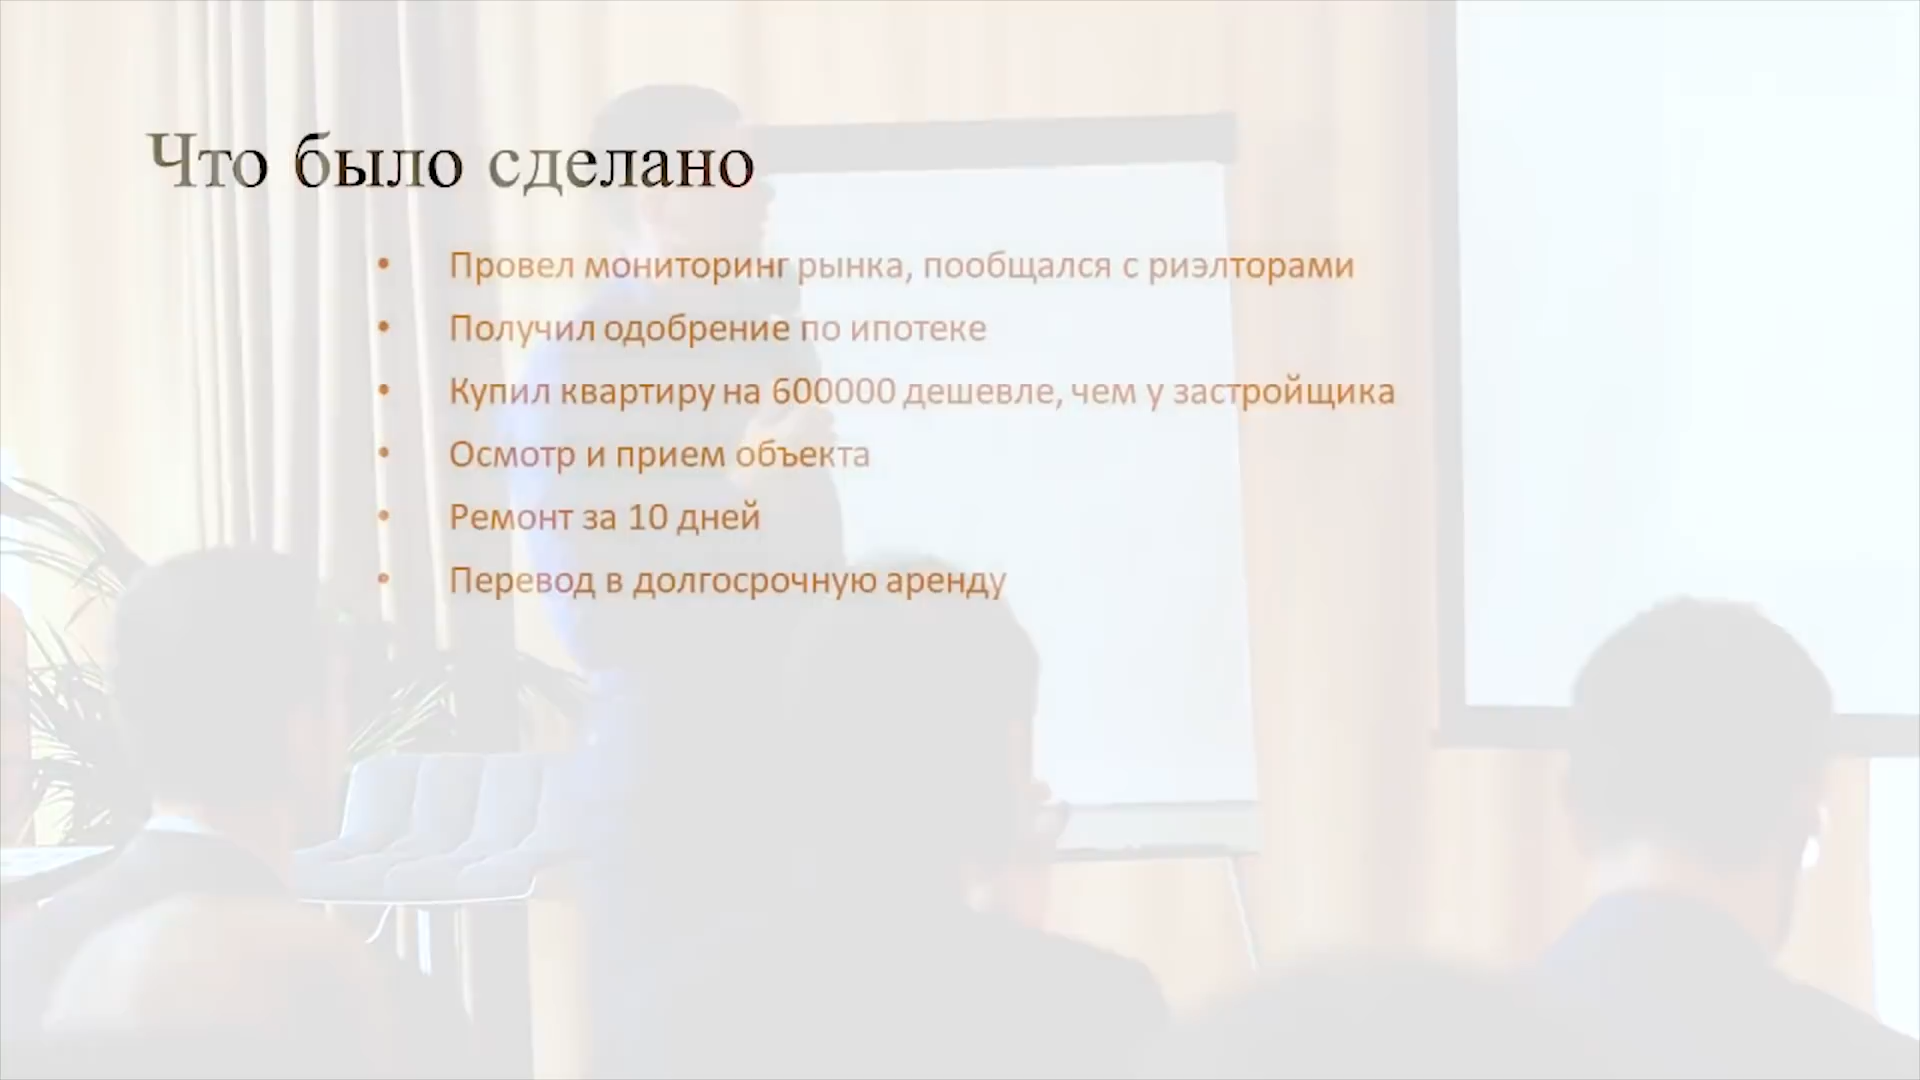 Что было сделано
• Провел мониторинг рынка, пообщался с риэлторами
• Получил одобрение по ипотеке
• Купил квартиру на 600000 дешевле, чем у застройщика
• Осмотр и прием объекта
• Ремонт за 10 дней
• Перевод в долгосрочную аренду